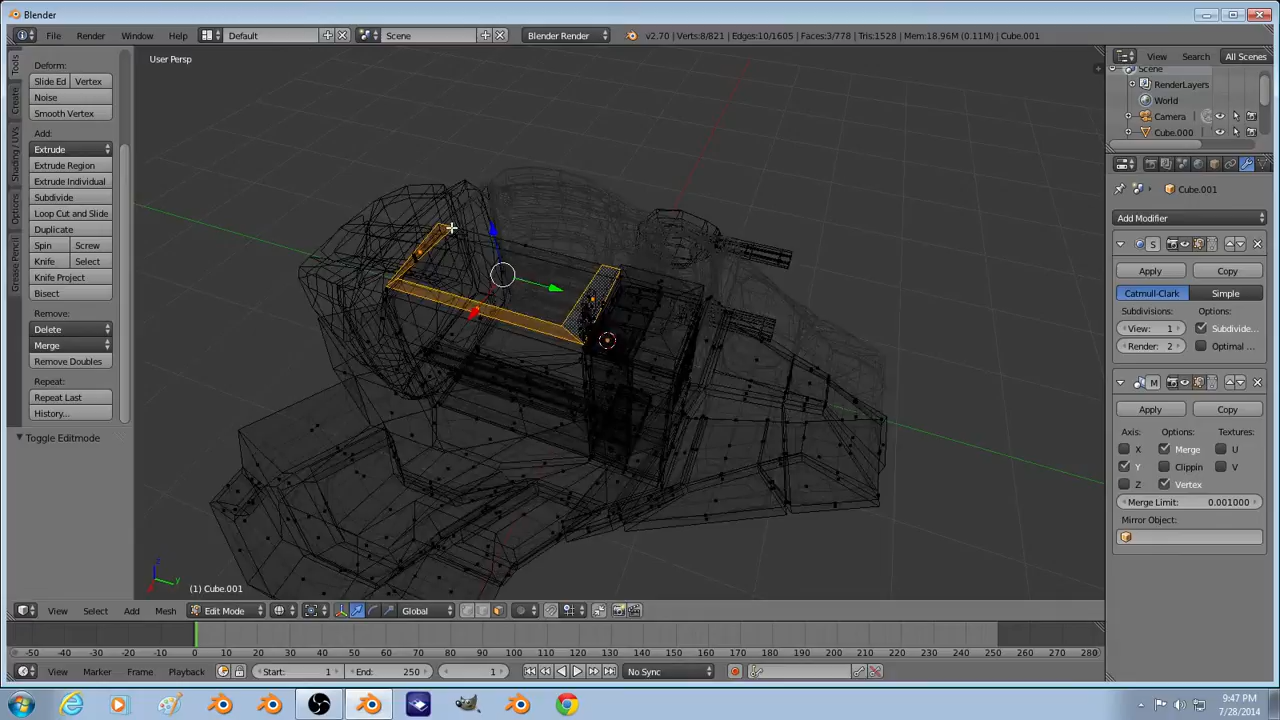 Blender
File Render Window Help Default Scene Blender Render v2.70 | Verts:8/821 | Edges:10/1605 | Faces:3/778 | Tris:1528 | Mem:18.96M (0.11M) | Cube.001
View Search All Scenes
User Persp
Tools
Create
Shading / UVs
Options
Grease Pencil
Deform:
Slide Ed Vertex
Noise
Smooth Vertex
Add:
Extrude
Extrude Region
Extrude Individual
Subdivide
Loop Cut and Slide
Duplicate
Spin Screw
Knife Select
Knife Project
Bisect
Remove:
Delete
Merge
Remove Doubles
Repeat:
Repeat Last
History...
Toggle Editmode
Scene
RenderLayers
World
Camera
Cube.000
Cube.001
Add Modifier
S
Apply Copy
Catmull-Clark Simple
Subdivisions: Options:
View: 1 Subdivide...
Render: 2 Optimal ...
M
Apply Copy
Axis: Options: Textures:
X Merge U
Y Clippin V
Z Vertex
Merge Limit: 0.001000
Mirror Object:
z
y
(1) Cube.001
View Select Add Mesh Edit Mode Global
-50 -40 -30 -20 -10 0 10 20 30 40 50 60 70 80 90 100 110 120 130 140 150 160 170 180 190 200 210 220 230 240 250 260 270 280
View Marker Frame Playback Start: 1 End: 250 1 No Sync
9:47 PM
7/28/2014